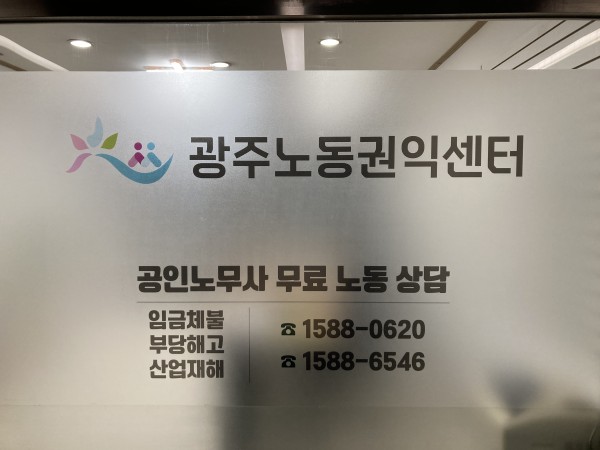 광주노동권익센터
공인노무사 무료 노동 상담
임금체불
부당해고
산업재해
☎ 1588-0620
☎ 1588-6546